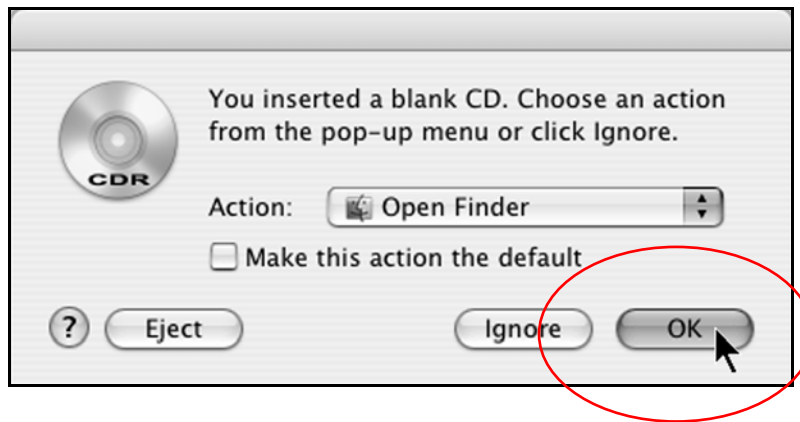 You inserted a blank CD. Choose an action
from the pop-up menu or click Ignore.
CDR
Action: Open Finder
Make this action the default
? Eject Ignore OK